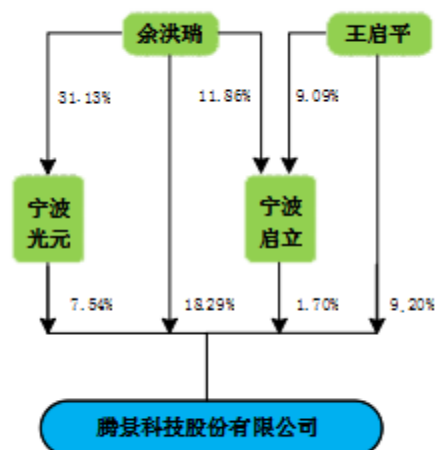 余洪瑞
王启平
31.13%
11.86%
9.09%
宁波
光元
宁波
启立
7.54%
18.29%
1.70%
9.20%
腾景科技股份有限公司